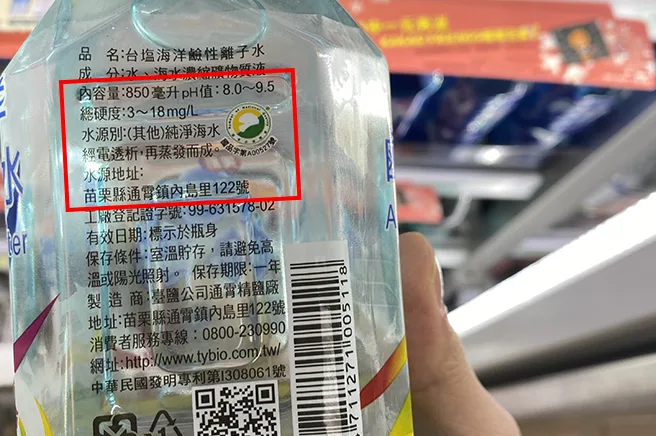 品 名:台塩海洋鹼性離子水
成 分:水、海水濃縮礦物質液
內容量:850毫升 pH值:8.0~9.5
總硬度:3~18mg/L
水源別:(其他)純淨海水
經電透析,再蒸發而成。
水源地址:
苗栗縣通霄鎮內島里122號
工廠登記證字號:99-631578-02
有效日期:標示於瓶身
保存條件:室溫貯存,請避免高
溫或陽光照射。 保存期限:一年
製 造 商:臺鹽公司通霄精鹽廠
地址:苗栗縣通霄鎮內島里122號
消費者服務專線:0800-230990
網址:http://www.tybio.com.tw/
中華民國發明專利第I308061號
水
4711271005118